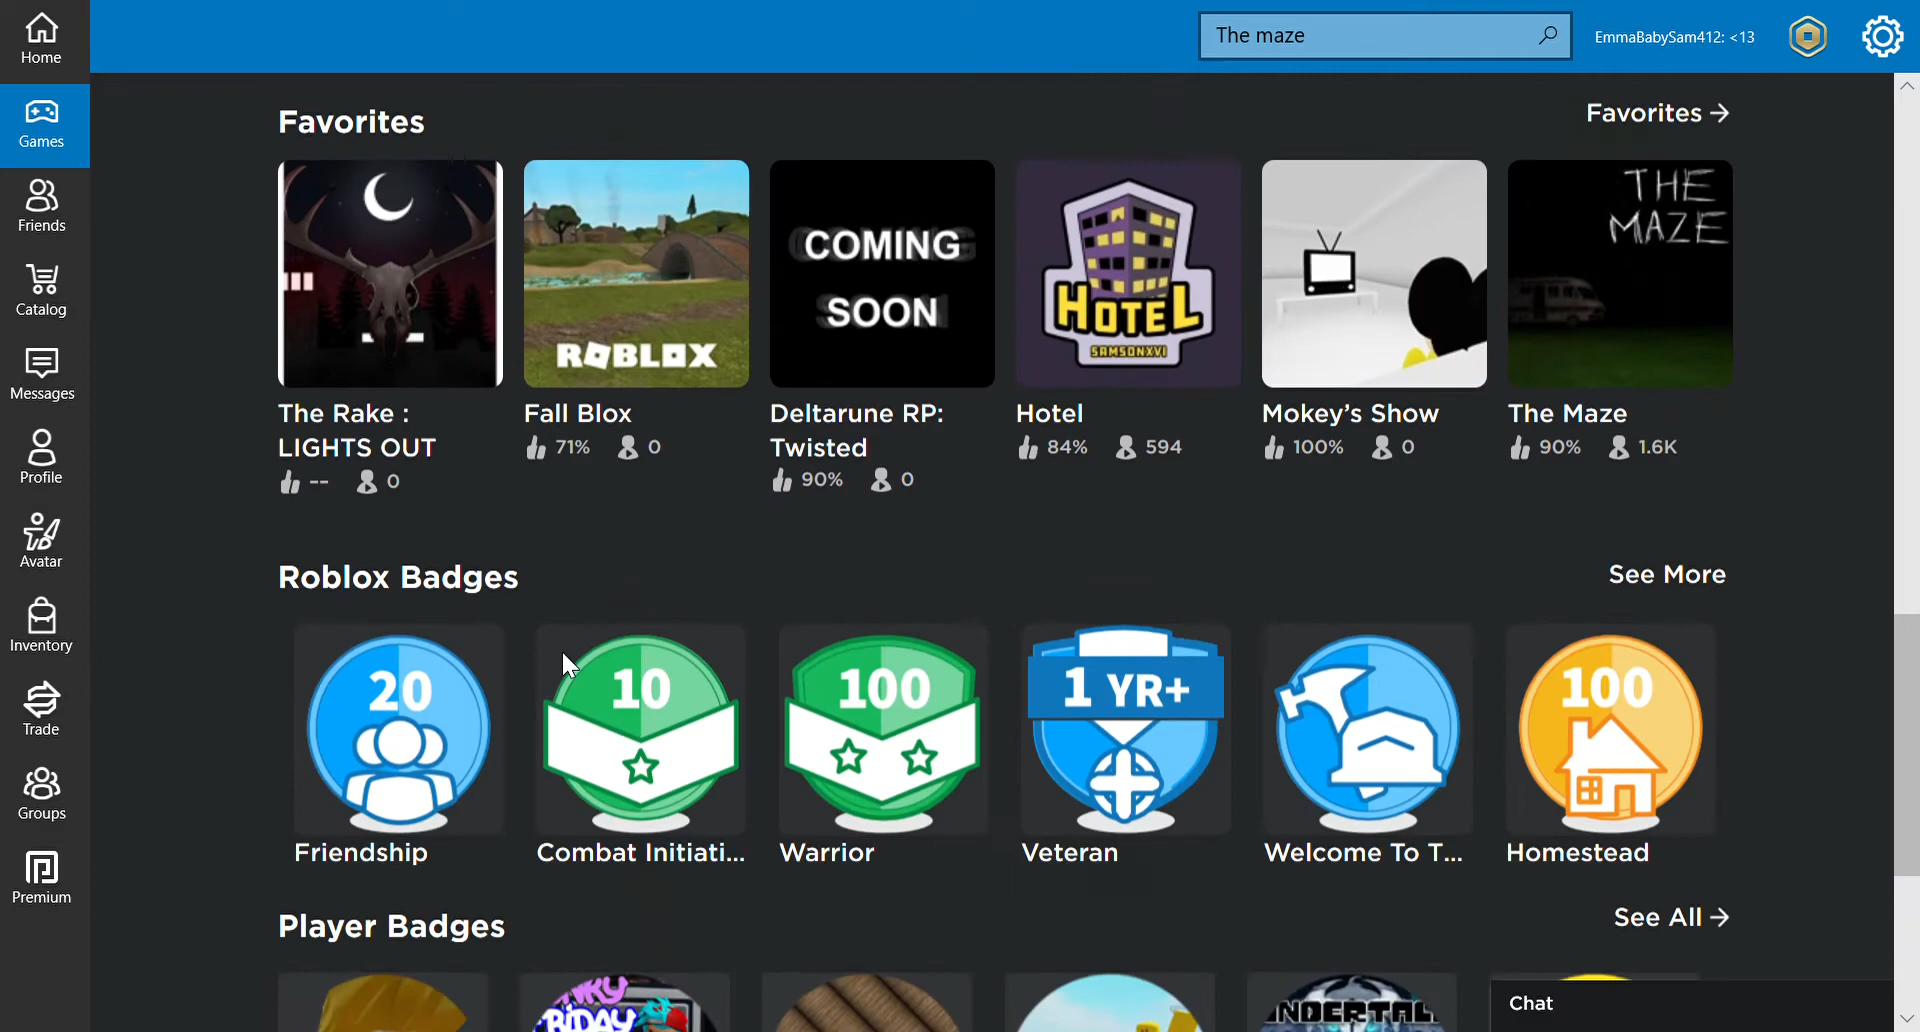 Home
The maze
EmmaBabySam412: <13
Games
Friends
Catalog
Messages
Profile
Avatar
Inventory
Trade
Groups
Premium
Favorites
Favorites →
COMING
SOON
ROBLOX
HOTEL
SAMSONXVI
THE
MAZE
The Rake :
LIGHTS OUT
-- 0
Fall Blox
71% 0
Deltarune RP:
Twisted
90% 0
Hotel
84% 594
Mokey’s Show
100% 0
The Maze
90% 1.6K
Roblox Badges
See More
20
10
100
1 YR+
100
Friendship
Combat Initiati...
Warrior
Veteran
Welcome To T...
Homestead
Player Badges
See All →
Chat